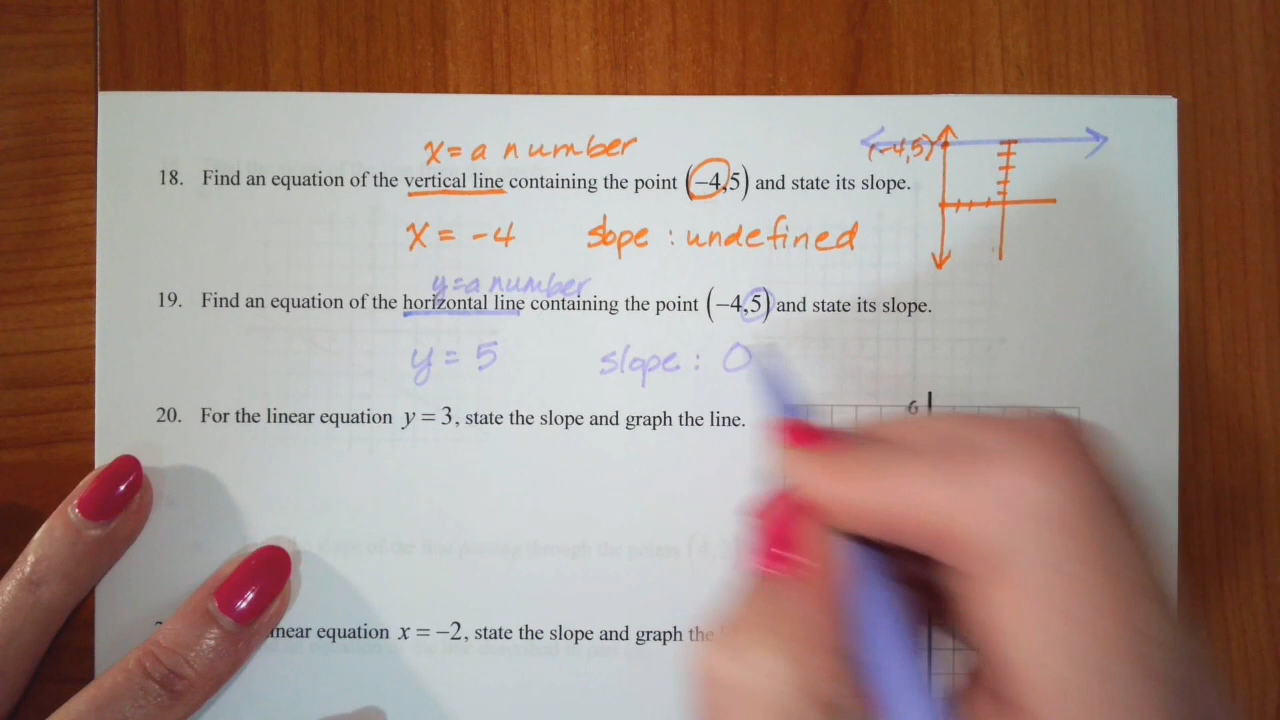 x = a number
(-4,5)
18. Find an equation of the vertical line containing the point (−4,5) and state its slope.
x = -4 slope : undefined
y = a number
19. Find an equation of the horizontal line containing the point (−4,5) and state its slope.
y = 5 slope : 0
20. For the linear equation y = 3, state the slope and graph the line.
6
near equation x = −2, state the slope and graph the